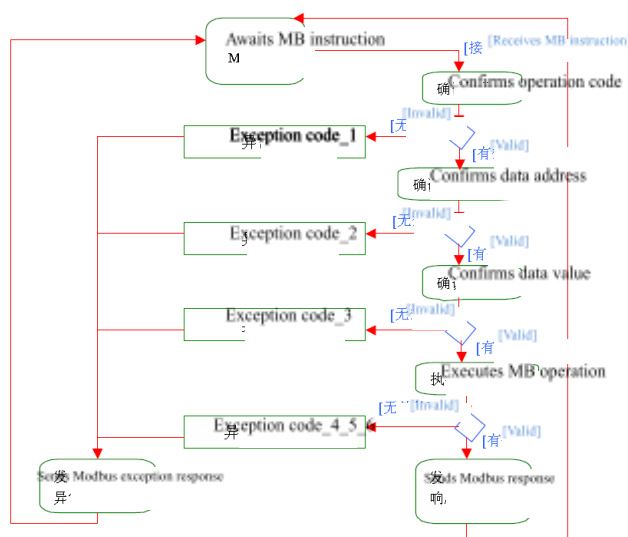 Awaits MB instruction
M
[接
[Receives MB instruction
Confirms operation code
确
[Invalid]
[无
Exception code_1
异
[Valid]
[有
Confirms data address
确
[Invalid]
[无
Exception code_2
[Valid]
[有
Confirms data value
确
[Invalid]
[无
Exception code_3
[Valid]
[有
Executes MB operation
执
[Invalid]
[无
Exception code_4_5_6
异
[Valid]
[有
Sends Modbus exception response
发
异
Sends Modbus response
发
响